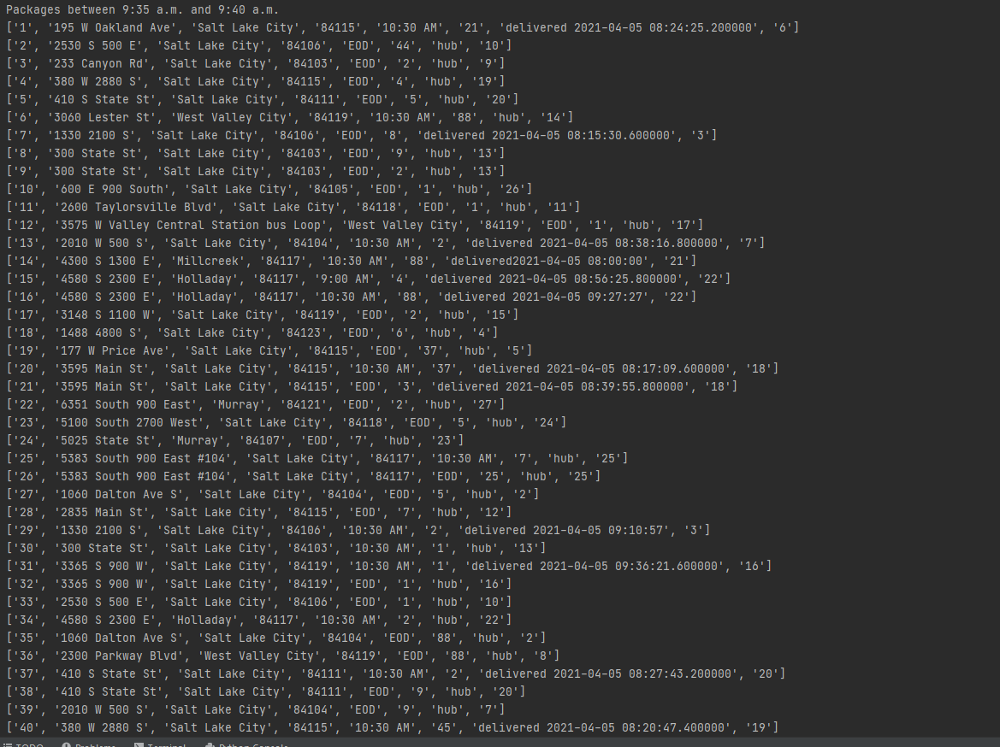 Packages between 9:35 a.m. and 9:40 a.m.
['1', '195 W Oakland Ave', 'Salt Lake City', '84115', '10:30 AM', '21', 'delivered 2021-04-05 08:24:25.200000', '6']
['2', '2530 S 500 E', 'Salt Lake City', '84106', 'EOD', '44', 'hub', '10']
['3', '233 Canyon Rd', 'Salt Lake City', '84103', 'EOD', '2', 'hub', '9']
['4', '380 W 2880 S', 'Salt Lake City', '84115', 'EOD', '4', 'hub', '19']
['5', '410 S State St', 'Salt Lake City', '84111', 'EOD', '5', 'hub', '20']
['6', '3060 Lester St', 'West Valley City', '84119', '10:30 AM', '88', 'hub', '14']
['7', '1330 2100 S', 'Salt Lake City', '84106', 'EOD', '8', 'delivered 2021-04-05 08:15:30.600000', '3']
['8', '300 State St', 'Salt Lake City', '84103', 'EOD', '9', 'hub', '13']
['9', '300 State St', 'Salt Lake City', '84103', 'EOD', '2', 'hub', '13']
['10', '600 E 900 South', 'Salt Lake City', '84105', 'EOD', '1', 'hub', '26']
['11', '2600 Taylorsville Blvd', 'Salt Lake City', '84118', 'EOD', '1', 'hub', '11']
['12', '3575 W Valley Central Station bus Loop', 'West Valley City', '84119', 'EOD', '1', 'hub', '17']
['13', '2010 W 500 S', 'Salt Lake City', '84104', '10:30 AM', '2', 'delivered 2021-04-05 08:38:16.800000', '7']
['14', '4300 S 1300 E', 'Millcreek', '84117', '10:30 AM', '88', 'delivered2021-04-05 08:00:00', '21']
['15', '4580 S 2300 E', 'Holladay', '84117', '9:00 AM', '4', 'delivered 2021-04-05 08:56:25.800000', '22']
['16', '4580 S 2300 E', 'Holladay', '84117', '10:30 AM', '88', 'delivered 2021-04-05 09:27:27', '22']
['17', '3148 S 1100 W', 'Salt Lake City', '84119', 'EOD', '2', 'hub', '15']
['18', '1488 4800 S', 'Salt Lake City', '84123', 'EOD', '6', 'hub', '4']
['19', '177 W Price Ave', 'Salt Lake City', '84115', 'EOD', '37', 'hub', '5']
['20', '3595 Main St', 'Salt Lake City', '84115', '10:30 AM', '37', 'delivered 2021-04-05 08:17:09.600000', '18']
['21', '3595 Main St', 'Salt Lake City', '84115', 'EOD', '3', 'delivered 2021-04-05 08:39:55.800000', '18']
['22', '6351 South 900 East', 'Murray', '84121', 'EOD', '2', 'hub', '27']
['23', '5100 South 2700 West', 'Salt Lake City', '84118', 'EOD', '5', 'hub', '24']
['24', '5025 State St', 'Murray', '84107', 'EOD', '7', 'hub', '23']
['25', '5383 South 900 East #104', 'Salt Lake City', '84117', '10:30 AM', '7', 'hub', '25']
['26', '5383 South 900 East #104', 'Salt Lake City', '84117', 'EOD', '25', 'hub', '25']
['27', '1060 Dalton Ave S', 'Salt Lake City', '84104', 'EOD', '5', 'hub', '2']
['28', '2835 Main St', 'Salt Lake City', '84115', 'EOD', '7', 'hub', '12']
['29', '1330 2100 S', 'Salt Lake City', '84106', '10:30 AM', '2', 'delivered 2021-04-05 09:10:57', '3']
['30', '300 State St', 'Salt Lake City', '84103', '10:30 AM', '1', 'hub', '13']
['31', '3365 S 900 W', 'Salt Lake City', '84119', '10:30 AM', '1', 'delivered 2021-04-05 09:36:21.600000', '16']
['32', '3365 S 900 W', 'Salt Lake City', '84119', 'EOD', '1', 'hub', '16']
['33', '2530 S 500 E', 'Salt Lake City', '84106', 'EOD', '1', 'hub', '10']
['34', '4580 S 2300 E', 'Holladay', '84117', '10:30 AM', '2', 'hub', '22']
['35', '1060 Dalton Ave S', 'Salt Lake City', '84104', 'EOD', '88', 'hub', '2']
['36', '2300 Parkway Blvd', 'West Valley City', '84119', 'EOD', '88', 'hub', '8']
['37', '410 S State St', 'Salt Lake City', '84111', '10:30 AM', '2', 'delivered 2021-04-05 08:27:43.200000', '20']
['38', '410 S State St', 'Salt Lake City', '84111', 'EOD', '9', 'hub', '20']
['39', '2010 W 500 S', 'Salt Lake City', '84104', 'EOD', '9', 'hub', '7']
['40', '380 W 2880 S', 'Salt Lake City', '84115', '10:30 AM', '45', 'delivered 2021-04-05 08:20:47.400000', '19']
TODO Problems Terminal Python Console